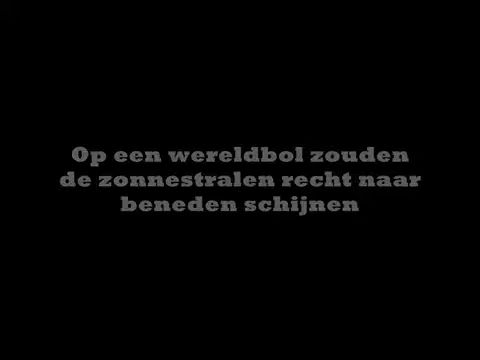 Op een wereldbol zouden
de zonnestralen recht naar
beneden schijnen